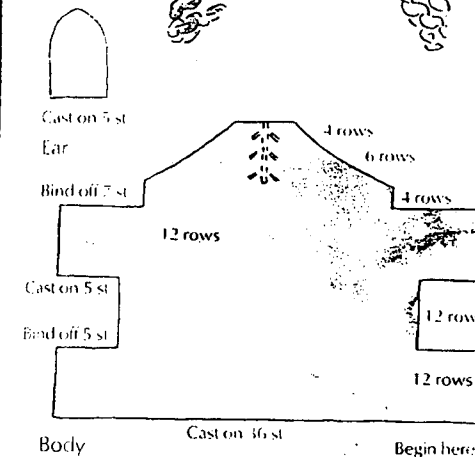 Cast on 5 st
Ear
4 rows
6 rows
Bind off 7 st
4 rows
12 rows
Cast on 5 st
12 row
Bind off 5 st
12 rows
Cast on 36 st
Body
Begin here